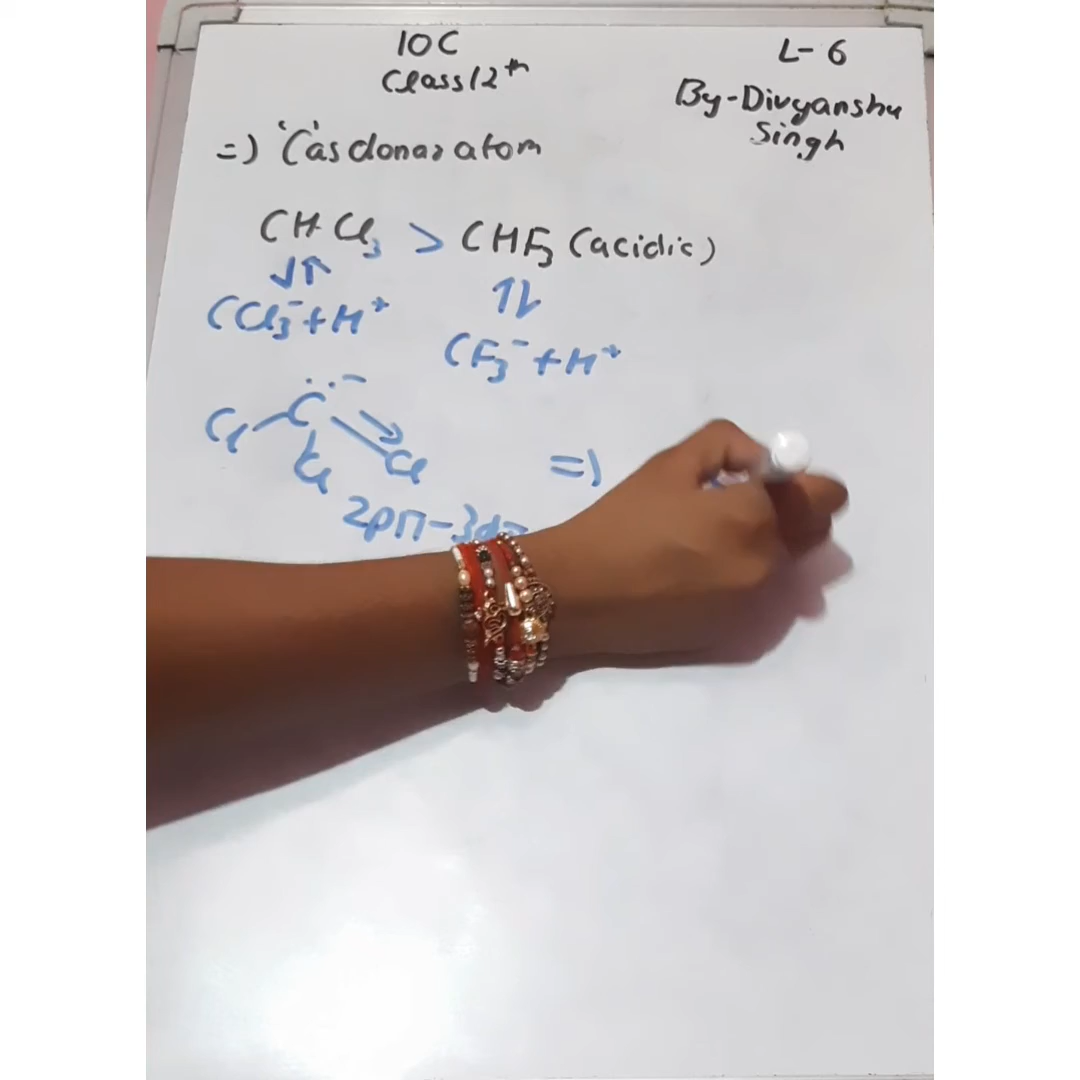 IOC
Class 12th
L-6
By-Divyanshu
Singh
=) 'C' as donar atom
CHCl3 > CHF3 (acidic)
↓↑ ↑↓
CCl3⁻ + H⁺
CF3⁻ + H⁺
Cl C Cl
Cl
=)
2pπ-3dπ